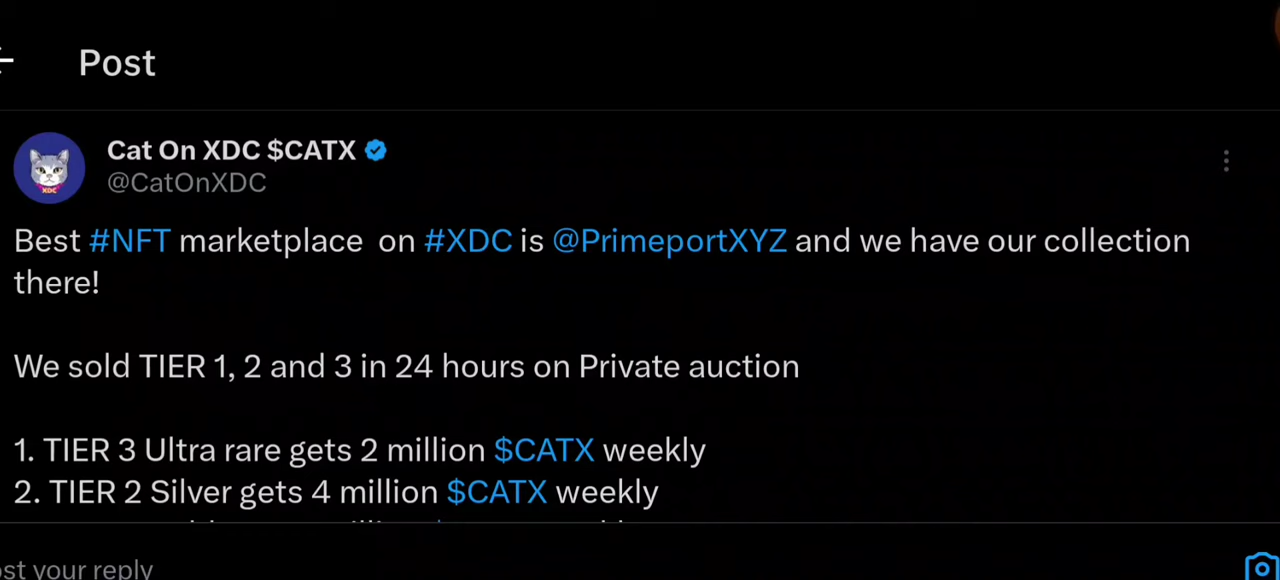 Post
Cat On XDC $CATX
@CatOnXDC
Best #NFT marketplace on #XDC is @PrimeportXYZ and we have our collection
there!
We sold TIER 1, 2 and 3 in 24 hours on Private auction
1. TIER 3 Ultra rare gets 2 million $CATX weekly
2. TIER 2 Silver gets 4 million $CATX weekly
your reply